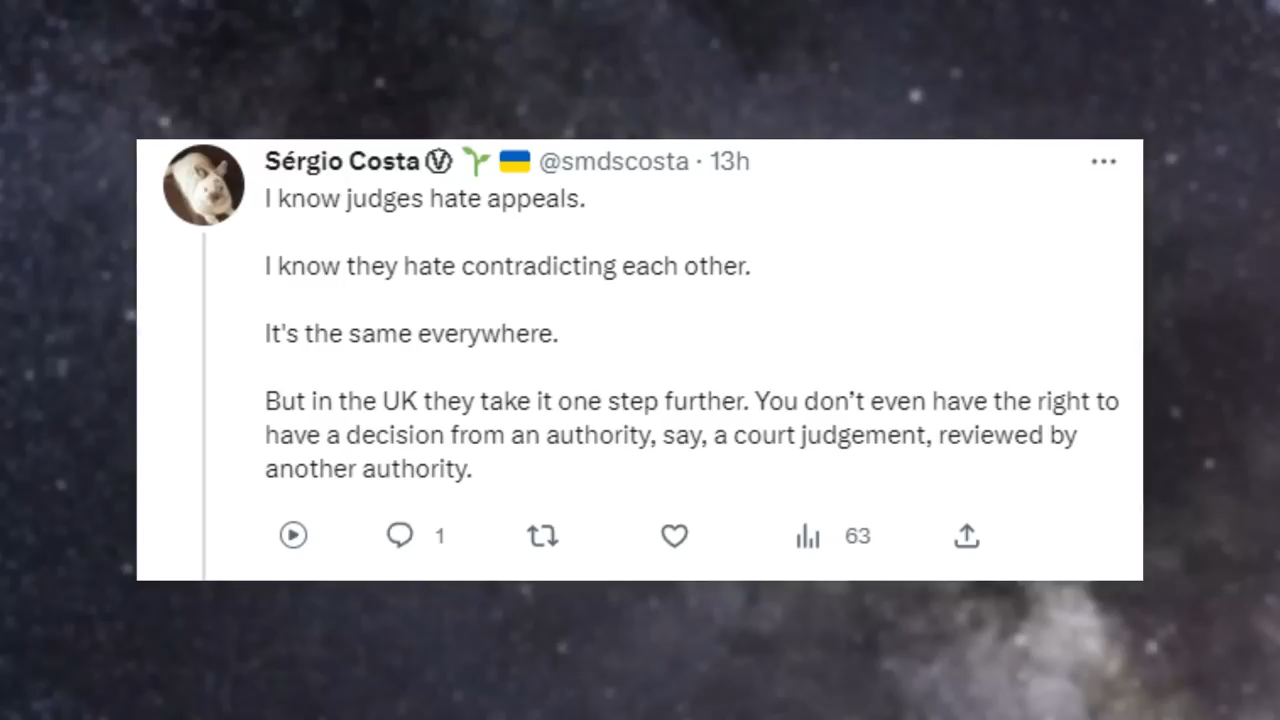 Sérgio Costa Ⓥ 🌱 🇺🇦 @smdscosta · 13h
I know judges hate appeals.
I know they hate contradicting each other.
It's the same everywhere.
But in the UK they take it one step further. You don’t even have the right to
have a decision from an authority, say, a court judgement, reviewed by
another authority.
1 63